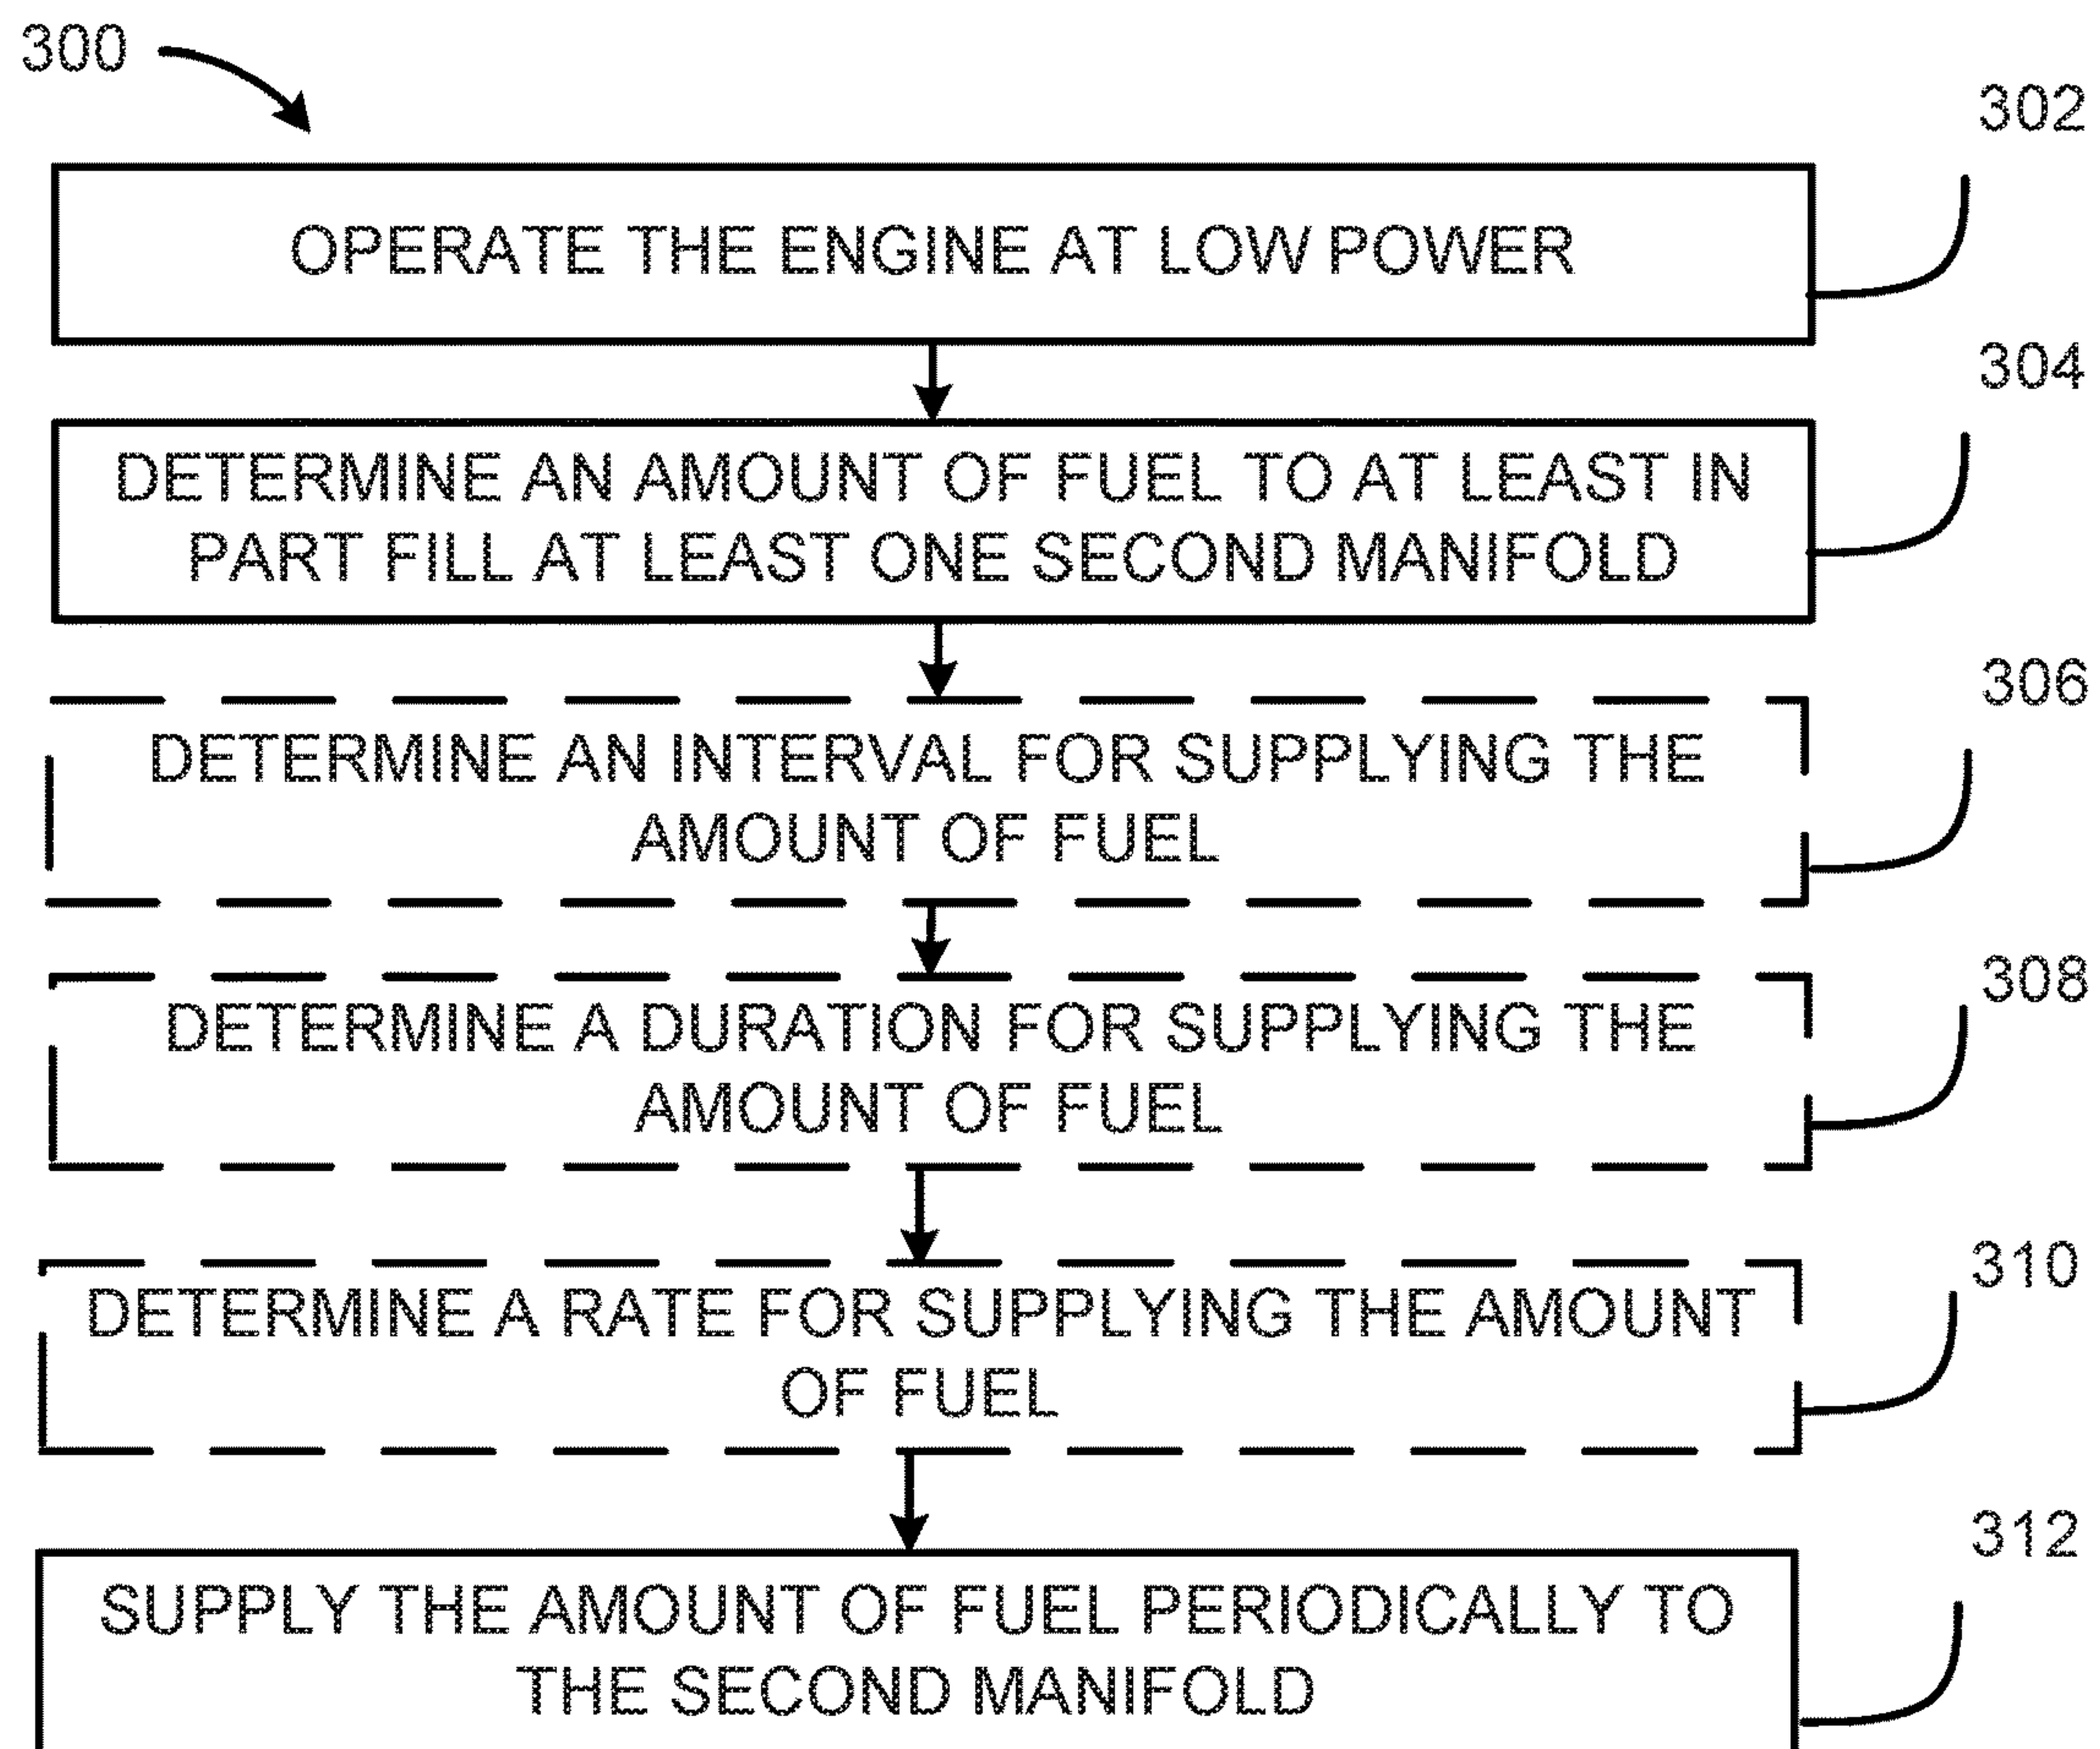 300
302
OPERATE THE ENGINE AT LOW POWER
304
DETERMINE AN AMOUNT OF FUEL TO AT LEAST IN
PART FILL AT LEAST ONE SECOND MANIFOLD
306
DETERMINE AN INTERVAL FOR SUPPLYING THE
AMOUNT OF FUEL
308
DETERMINE A DURATION FOR SUPPLYING THE
AMOUNT OF FUEL
310
DETERMINE A RATE FOR SUPPLYING THE AMOUNT
OF FUEL
312
SUPPLY THE AMOUNT OF FUEL PERIODICALLY TO
THE SECOND MANIFOLD